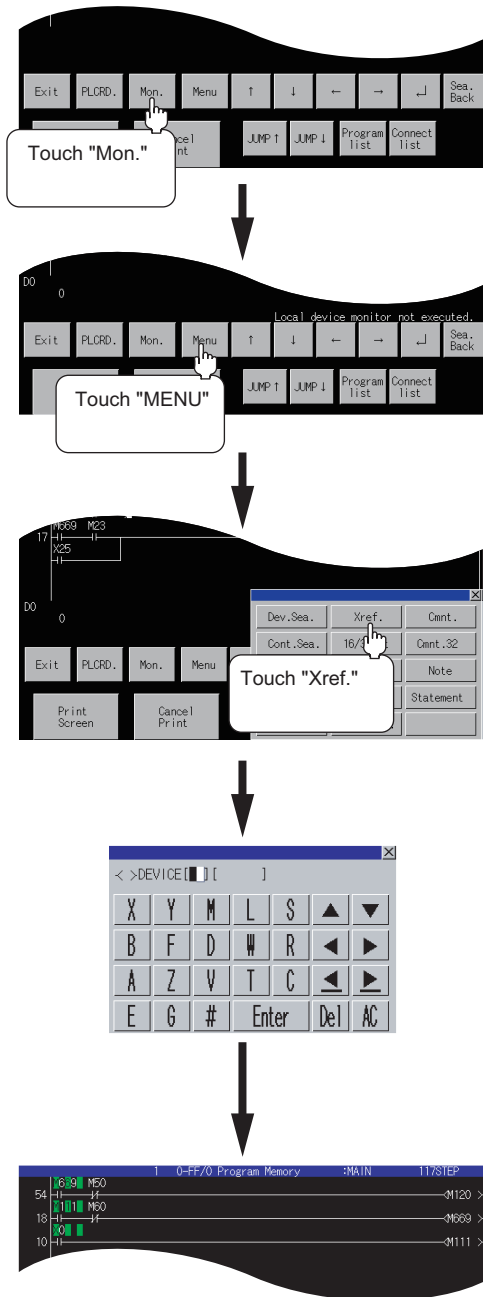 Exit PLCRD. Mon. Menu ↑ ↓ ← → ↵ Sea. Back
JUMP↑ JUMP↓ Program list Connect list
Touch "Mon."
D0
0
Local device monitor not executed.
Exit PLCRD. Mon. Menu ↑ ↓ ← → ↵ Sea. Back
JUMP↑ JUMP↓ Program list Connect list
Touch "MENU"
M669 M23
17
X25
D0
0
Dev.Sea. Xref. Cmnt.
Cont.Sea. Cmnt.32
Exit PLCRD. Mon. Menu
Note
Touch "Xref."
Statement
Print Screen
Cancel Print
< >DEVICE[ ][ ]
X Y M L S ▲ ▼
B F D W R ◀ ▶
A Z V T C ◀ ▶
E G # Enter Del AC
1 0-FF/0 Program Memory :MAIN 117STEP
M50
54 M120 >
M60
18 M669 >
10 M111 >